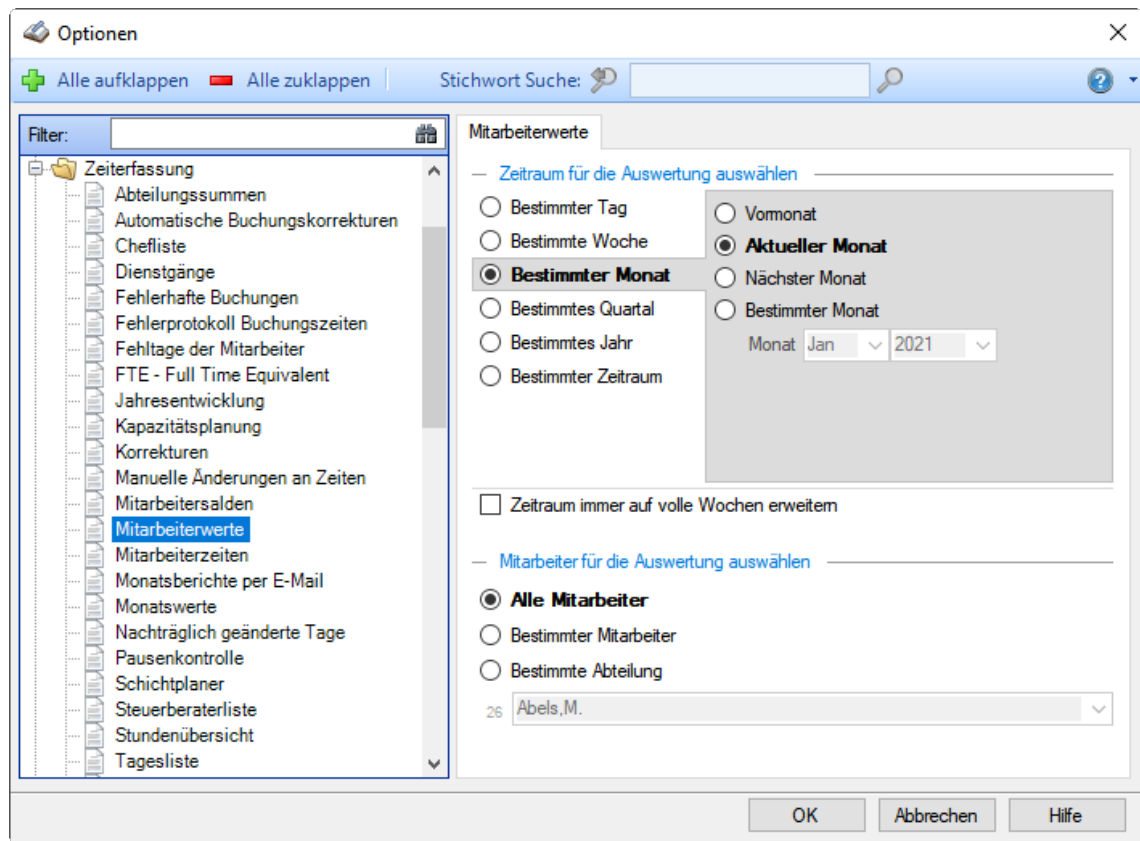 Optionen
Alle aufklappen Alle zuklappen Stichwort Suche:
Filter:
Zeiterfassung
Abteilungssummen
Automatische Buchungskorrekturen
Chefliste
Dienstgänge
Fehlerhafte Buchungen
Fehlerprotokoll Buchungszeiten
Fehltage der Mitarbeiter
FTE - Full Time Equivalent
Jahresentwicklung
Kapazitätsplanung
Korrekturen
Manuelle Änderungen an Zeiten
Mitarbeitersalden
Mitarbeiterwerte
Mitarbeiterzeiten
Monatsberichte per E-Mail
Monatswerte
Nachträglich geänderte Tage
Pausenkontrolle
Schichtplaner
Steuerberaterliste
Stundenübersicht
Tagesliste
Mitarbeiterwerte
Zeitraum für die Auswertung auswählen
Bestimmter Tag
Bestimmte Woche
Bestimmter Monat
Bestimmtes Quartal
Bestimmtes Jahr
Bestimmter Zeitraum
Vormonat
Aktueller Monat
Nächster Monat
Bestimmter Monat
Monat Jan 2021
Zeitraum immer auf volle Wochen erweitern
Mitarbeiter für die Auswertung auswählen
Alle Mitarbeiter
Bestimmter Mitarbeiter
Bestimmte Abteilung
26 Abels,M.
OK Abbrechen Hilfe